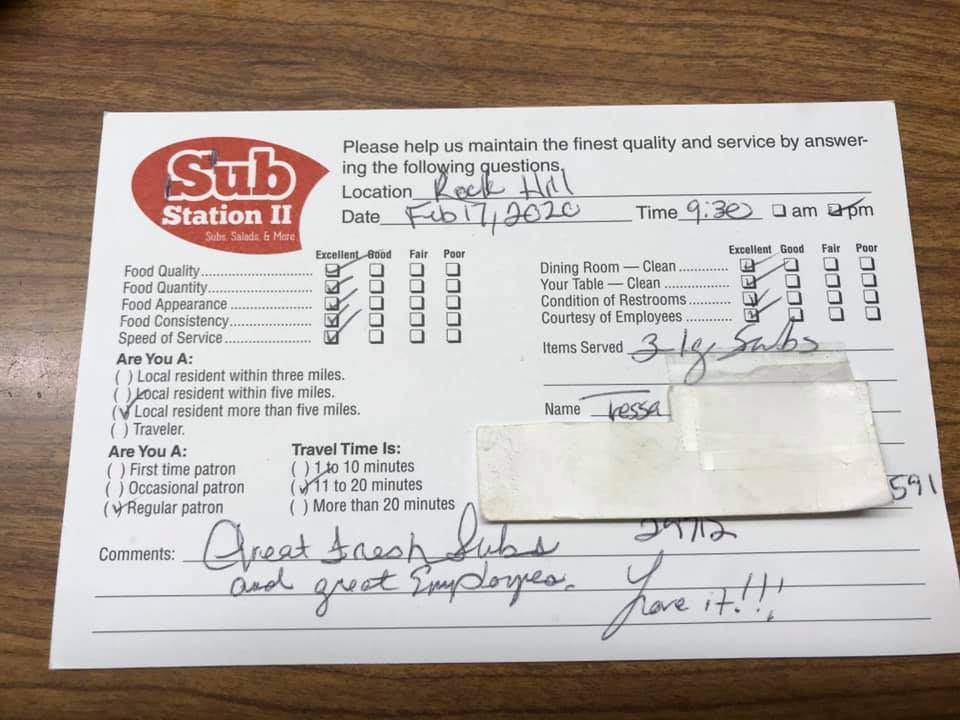 Sub
Station II
Subs, Salads, & More
Please help us maintain the finest quality and service by answer-
ing the following questions.
Location Rock Hill
Date Feb 17, 2020 Time 9:30 am pm
Excellent Good Fair Poor
Food Quality
Food Quantity
Food Appearance
Food Consistency
Speed of Service
Excellent Good Fair Poor
Dining Room — Clean
Your Table — Clean
Condition of Restrooms
Courtesy of Employees
Items Served 3 lg Subs
Are You A:
( ) Local resident within three miles.
( ) Local resident within five miles.
(✓) Local resident more than five miles.
( ) Traveler.
Name Tressa
591
29712
Are You A:
( ) First time patron
( ) Occasional patron
(✓) Regular patron
Travel Time Is:
( ) 1 to 10 minutes
(✓) 11 to 20 minutes
( ) More than 20 minutes
Comments: Great fresh Subs
and great Employees.
Love it!!!